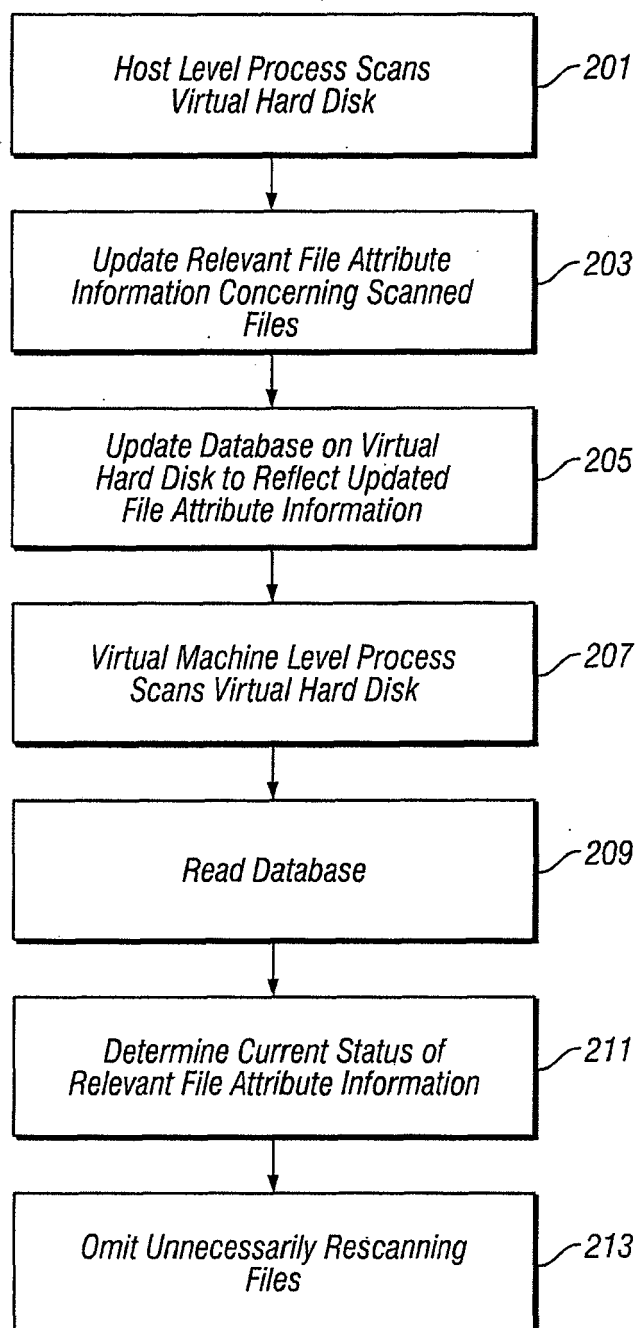 Host Level Process Scans
Virtual Hard Disk
201
Update Relevant File Attribute
Information Concerning Scanned
Files
203
Update Database on Virtual
Hard Disk to Reflect Updated
File Attribute Information
205
Virtual Machine Level Process
Scans Virtual Hard Disk
207
Read Database
209
Determine Current Status of
Relevant File Attribute Information
211
Omit Unnecessarily Rescanning
Files
213